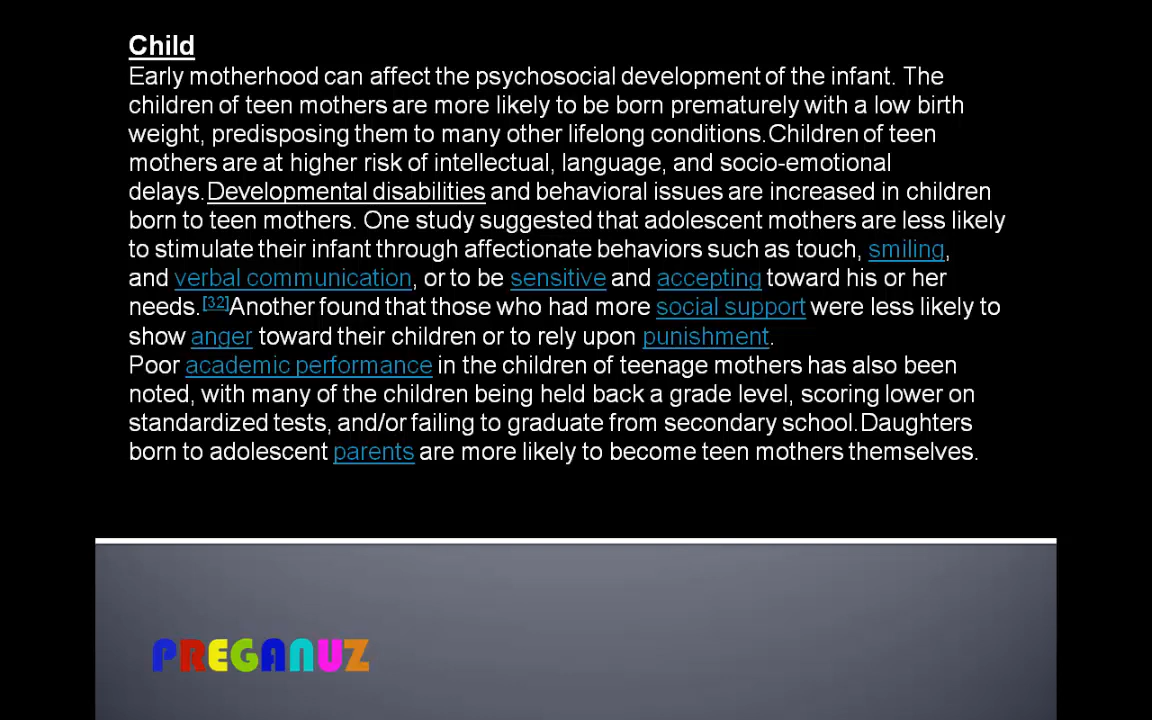 Child
Early motherhood can affect the psychosocial development of the infant. The
children of teen mothers are more likely to be born prematurely with a low birth
weight, predisposing them to many other lifelong conditions.Children of teen
mothers are at higher risk of intellectual, language, and socio-emotional
delays.Developmental disabilities and behavioral issues are increased in children
born to teen mothers. One study suggested that adolescent mothers are less likely
to stimulate their infant through affectionate behaviors such as touch, smiling,
and verbal communication, or to be sensitive and accepting toward his or her
needs.[32]Another found that those who had more social support were less likely to
show anger toward their children or to rely upon punishment.
Poor academic performance in the children of teenage mothers has also been
noted, with many of the children being held back a grade level, scoring lower on
standardized tests, and/or failing to graduate from secondary school.Daughters
born to adolescent parents are more likely to become teen mothers themselves.
PREGANUZ